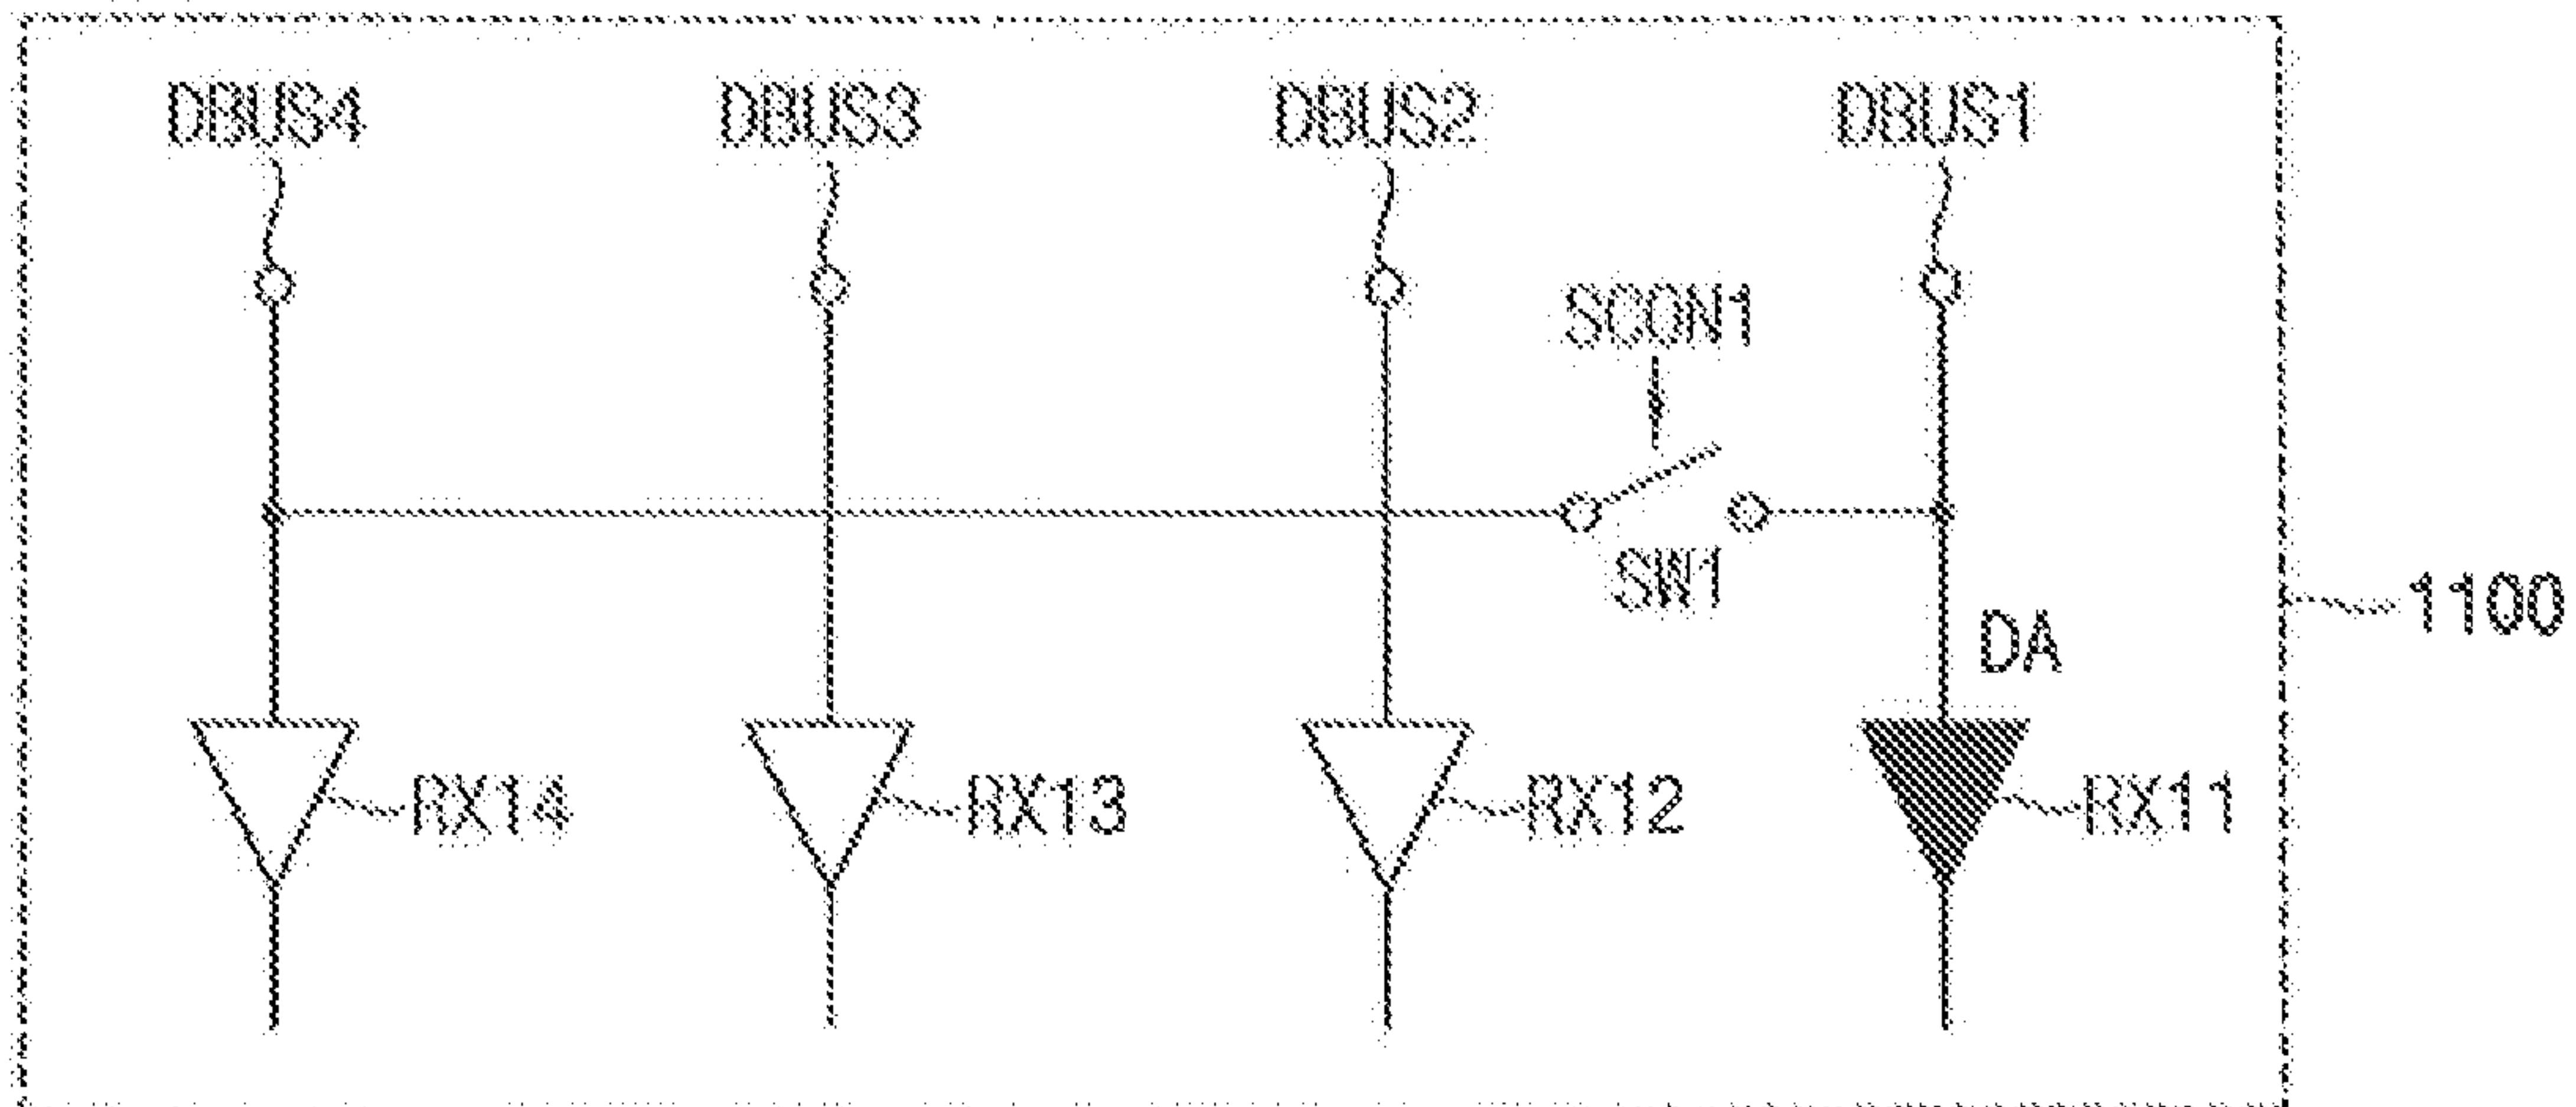 DBUS4 DBUS3 DBUS2 DBUS1
SCON1
SW1
1100
DA
RX14 RX13 RX12 RX11